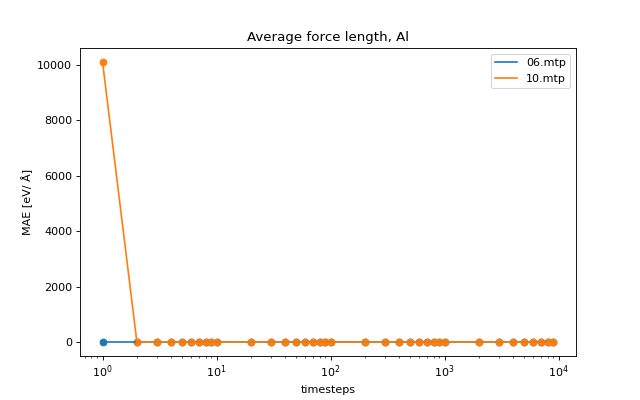 Average force length, Al
MAE [eV/ Å]
10000
8000
6000
4000
2000
0
06.mtp
10.mtp
10⁰
10¹
10²
10³
10⁴
timesteps